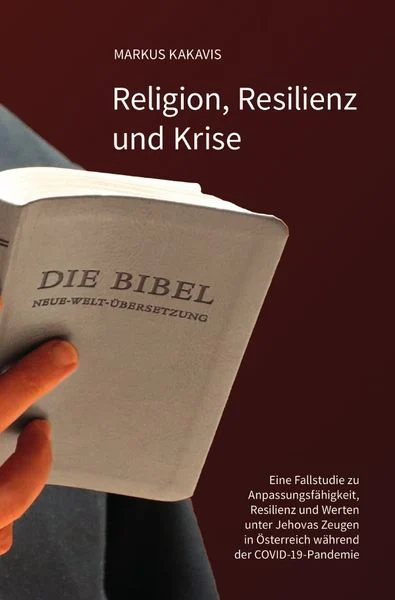 MARKUS KAKAVIS
Religion, Resilienz
und Krise
DIE BIBEL
NEUE-WELT-ÜBERSETZUNG
Eine Fallstudie zu
Anpassungsfähigkeit,
Resilienz und Werten
unter Jehovas Zeugen
in Österreich während
der COVID-19-Pandemie